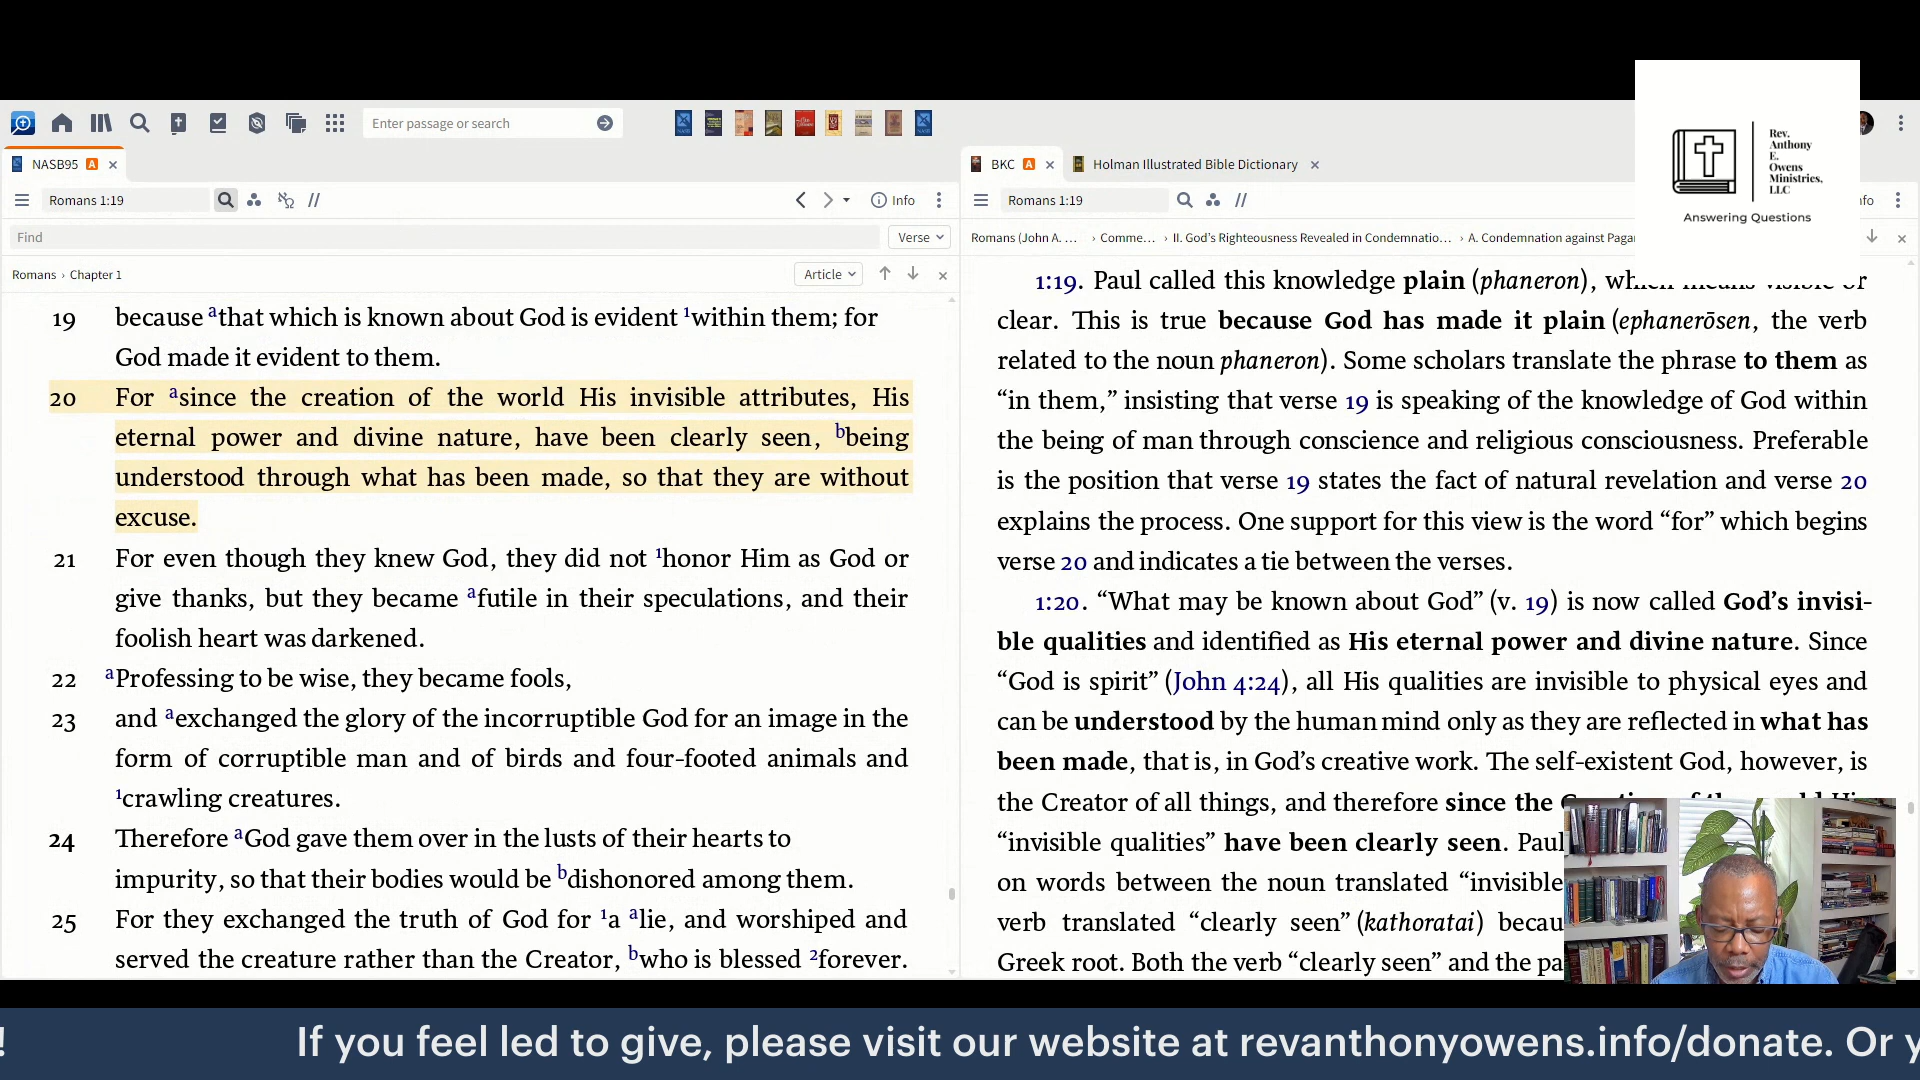 Enter passage or search
NASB95 A
Romans 1:19
Info
Find
Verse
Romans › Chapter 1
Article
19 because ᵃthat which is known about God is evident ¹within them; for
God made it evident to them.
20 For ᵃsince the creation of the world His invisible attributes, His
eternal power and divine nature, have been clearly seen, ᵇbeing
understood through what has been made, so that they are without
excuse.
21 For even though they knew God, they did not ¹honor Him as God or
give thanks, but they became ᵃfutile in their speculations, and their
foolish heart was darkened.
22 ᵃProfessing to be wise, they became fools,
23 and ᵃexchanged the glory of the incorruptible God for an image in the
form of corruptible man and of birds and four-footed animals and
¹crawling creatures.
24 Therefore ᵃGod gave them over in the lusts of their hearts to
impurity, so that their bodies would be ᵇdishonored among them.
25 For they exchanged the truth of God for ¹a ᵃlie, and worshiped and
served the creature rather than the Creator, ᵇwho is blessed ²forever.
BKC A
Holman Illustrated Bible Dictionary
Romans 1:19
nfo
Romans (John A. ... › Comme... › II. God's Righteousness Revealed in Condemnatio... › A. Condemnation against Pagan
1:19. Paul called this knowledge plain (phaneron), which means visible or
clear. This is true because God has made it plain (ephanerōsen, the verb
related to the noun phaneron). Some scholars translate the phrase to them as
“in them,” insisting that verse 19 is speaking of the knowledge of God within
the being of man through conscience and religious consciousness. Preferable
is the position that verse 19 states the fact of natural revelation and verse 20
explains the process. One support for this view is the word “for” which begins
verse 20 and indicates a tie between the verses.
1:20. “What may be known about God” (v. 19) is now called God’s invisi-
ble qualities and identified as His eternal power and divine nature. Since
“God is spirit” (John 4:24), all His qualities are invisible to physical eyes and
can be understood by the human mind only as they are reflected in what has
been made, that is, in God’s creative work. The self-existent God, however, is
the Creator of all things, and therefore since the Creation of the world His
“invisible qualities” have been clearly seen. Paul
on words between the noun translated “invisible
verb translated “clearly seen” (kathoratai) becau
Greek root. Both the verb “clearly seen” and the pa
Rev.
Anthony
E.
Owens
Ministries,
LLC
Answering Questions
! If you feel led to give, please visit our website at revanthonyowens.info/donate. Or y